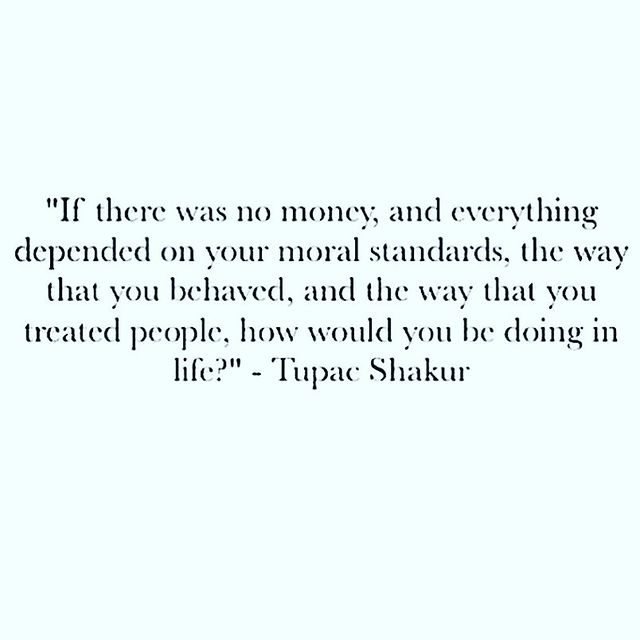 "If there was no money, and everything
depended on your moral standards, the way
that you behaved, and the way that you
treated people, how would you be doing in
life?" - Tupac Shakur